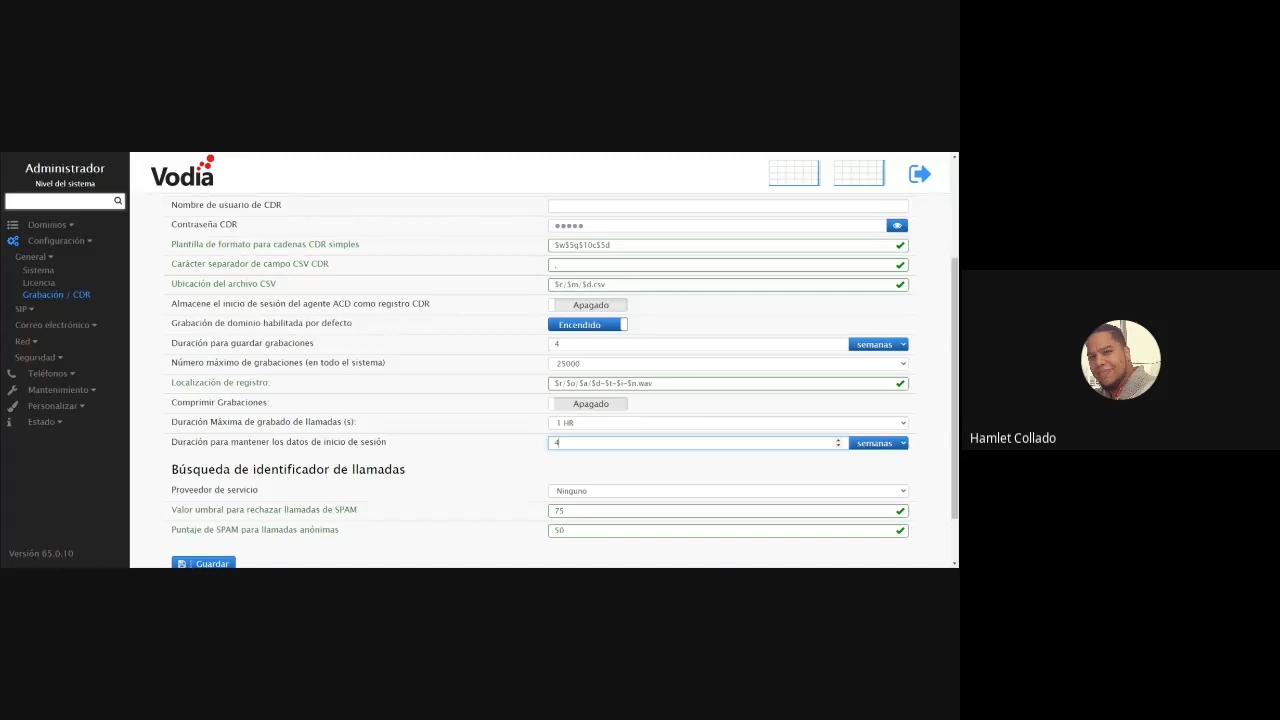 Administrador
Nivel del sistema
Dominios
Configuración
General
Sistema
Licencia
Grabación / CDR
SIP
Correo electrónico
Red
Seguridad
Teléfonos
Mantenimiento
Personalizar
Estado
Versión 65.0.10
Vodia
Nombre de usuario de CDR
Contraseña CDR
Plantilla de formato para cadenas CDR simples $w$5g$10c$5d
Carácter separador de campo CSV CDR ,
Ubicación del archivo CSV $c/$m/$d.csv
Almacene el inicio de sesión del agente ACD como registro CDR Apagado
Grabación de dominio habilitada por defecto Encendido
Duración para guardar grabaciones 4 semanas
Número máximo de grabaciones (en todo el sistema) 25000
Localización de registro: $r/$o/$a/$d-$t-$i-$n.wav
Comprimir Grabaciones: Apagado
Duración Máxima de grabado de llamadas (s): 1 HR
Duración para mantener los datos de inicio de sesión 4 semanas
Búsqueda de identificador de llamadas
Proveedor de servicio Ninguno
Valor umbral para rechazar llamadas de SPAM 75
Puntaje de SPAM para llamadas anónimas 50
Guardar
Hamlet Collado